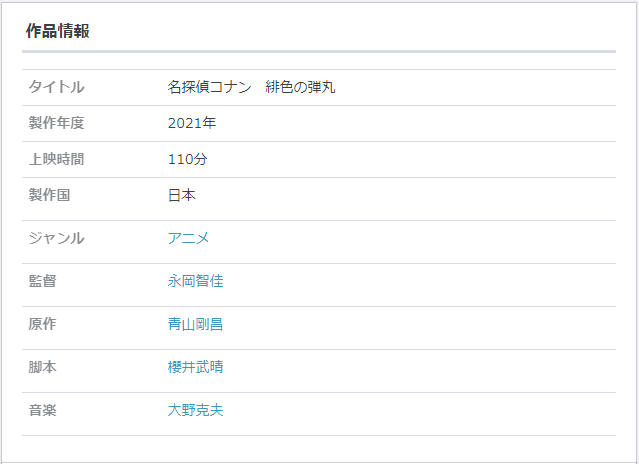 作品情報
タイトル 名探偵コナン　緋色の弾丸
製作年度 2021年
上映時間 110分
製作国 日本
ジャンル アニメ
監督 永岡智佳
原作 青山剛昌
脚本 櫻井武晴
音楽 大野克夫